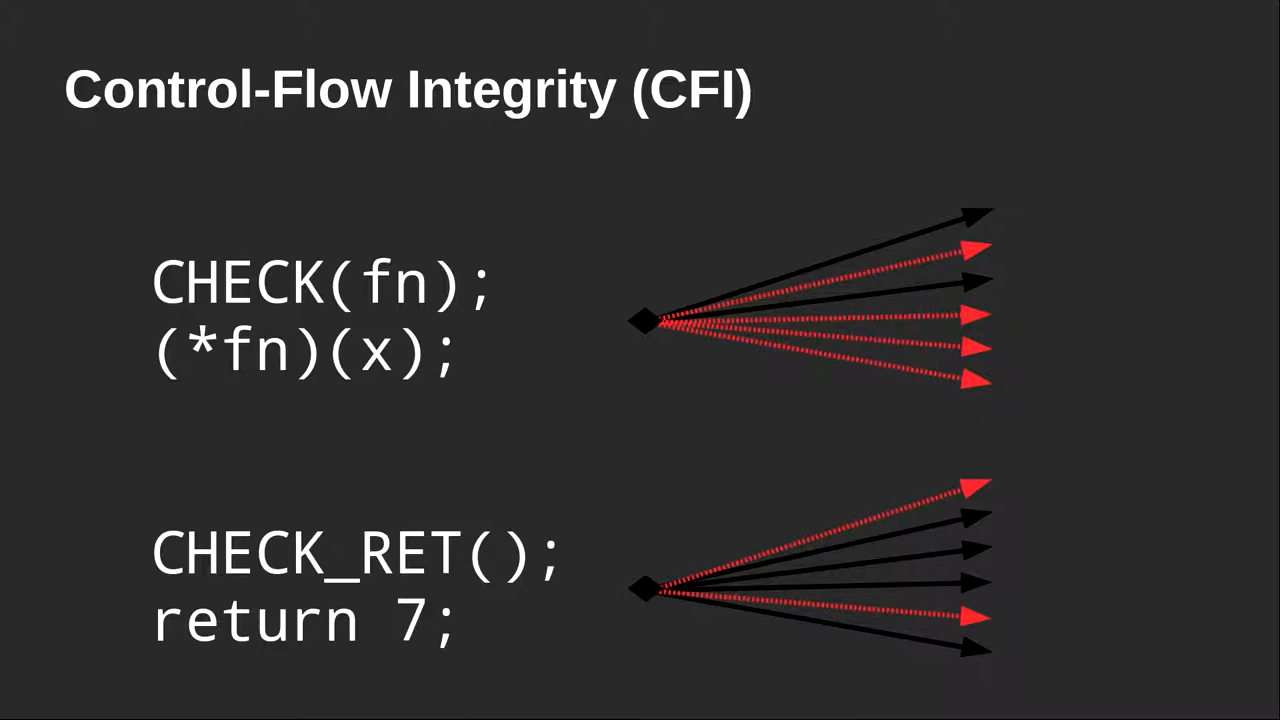 Control-Flow Integrity (CFI)
CHECK(fn);
(*fn)(x);
CHECK_RET();
return 7;